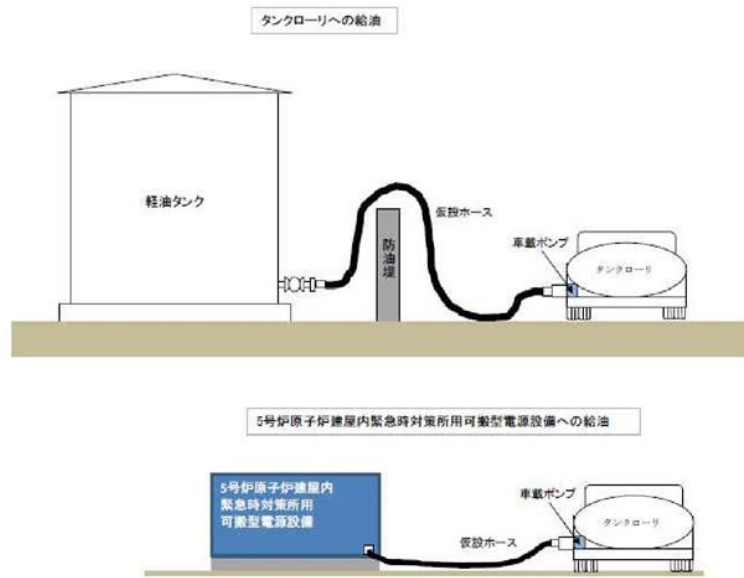 タンクローリへの給油
軽油タンク
仮設ホース
防油堤
車載ポンプ
タンクローリ
5号炉原子炉建屋内緊急時対策所用可搬型電源設備への給油
5号炉原子炉建屋内
緊急時対策所用
可搬型電源設備
車載ポンプ
タンクローリ
仮設ホース